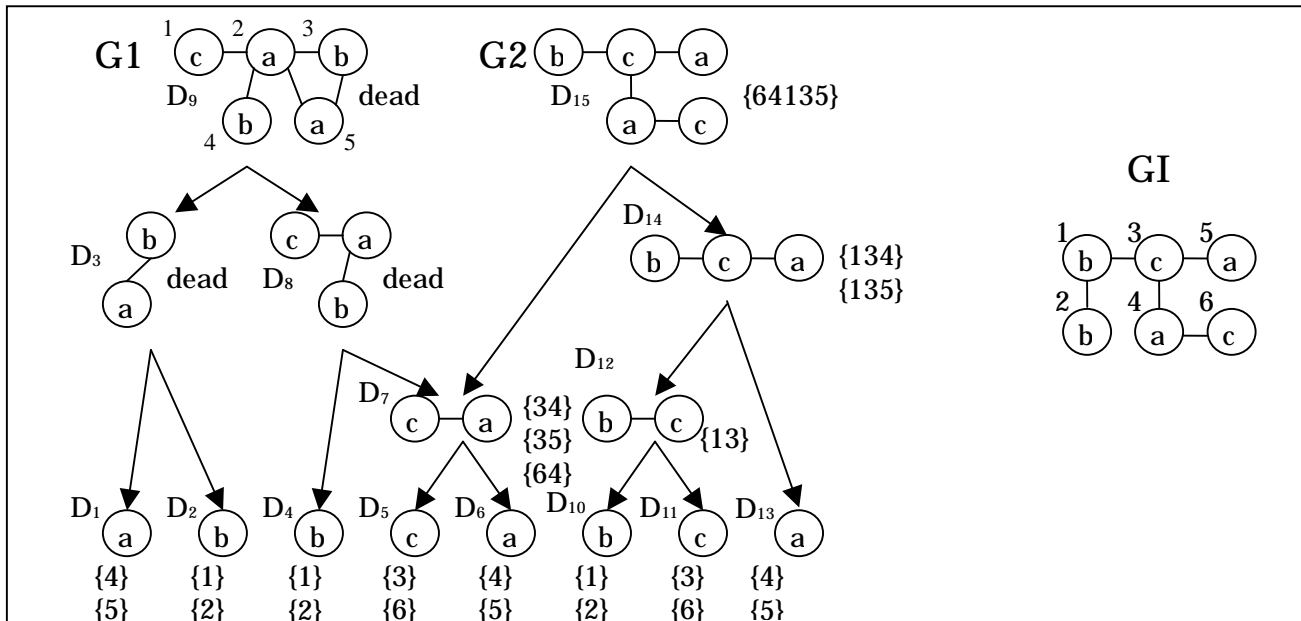 1 2 3
G1 c a b G2 b c a
D9 dead D15 {64135}
b a a c
4 5
GI
b c a D14 1 3 5
D3 b c a {134} b c a
dead D8 dead {135} 2 4 6
a b b a c
D12
D7 c a {34} b c {13}
{35}
{64}
D1 D2 D4 D5 D6 D10 D11 D13
a b b c a b c a
{4} {1} {1} {3} {4} {1} {3} {4}
{5} {2} {2} {6} {5} {2} {6} {5}